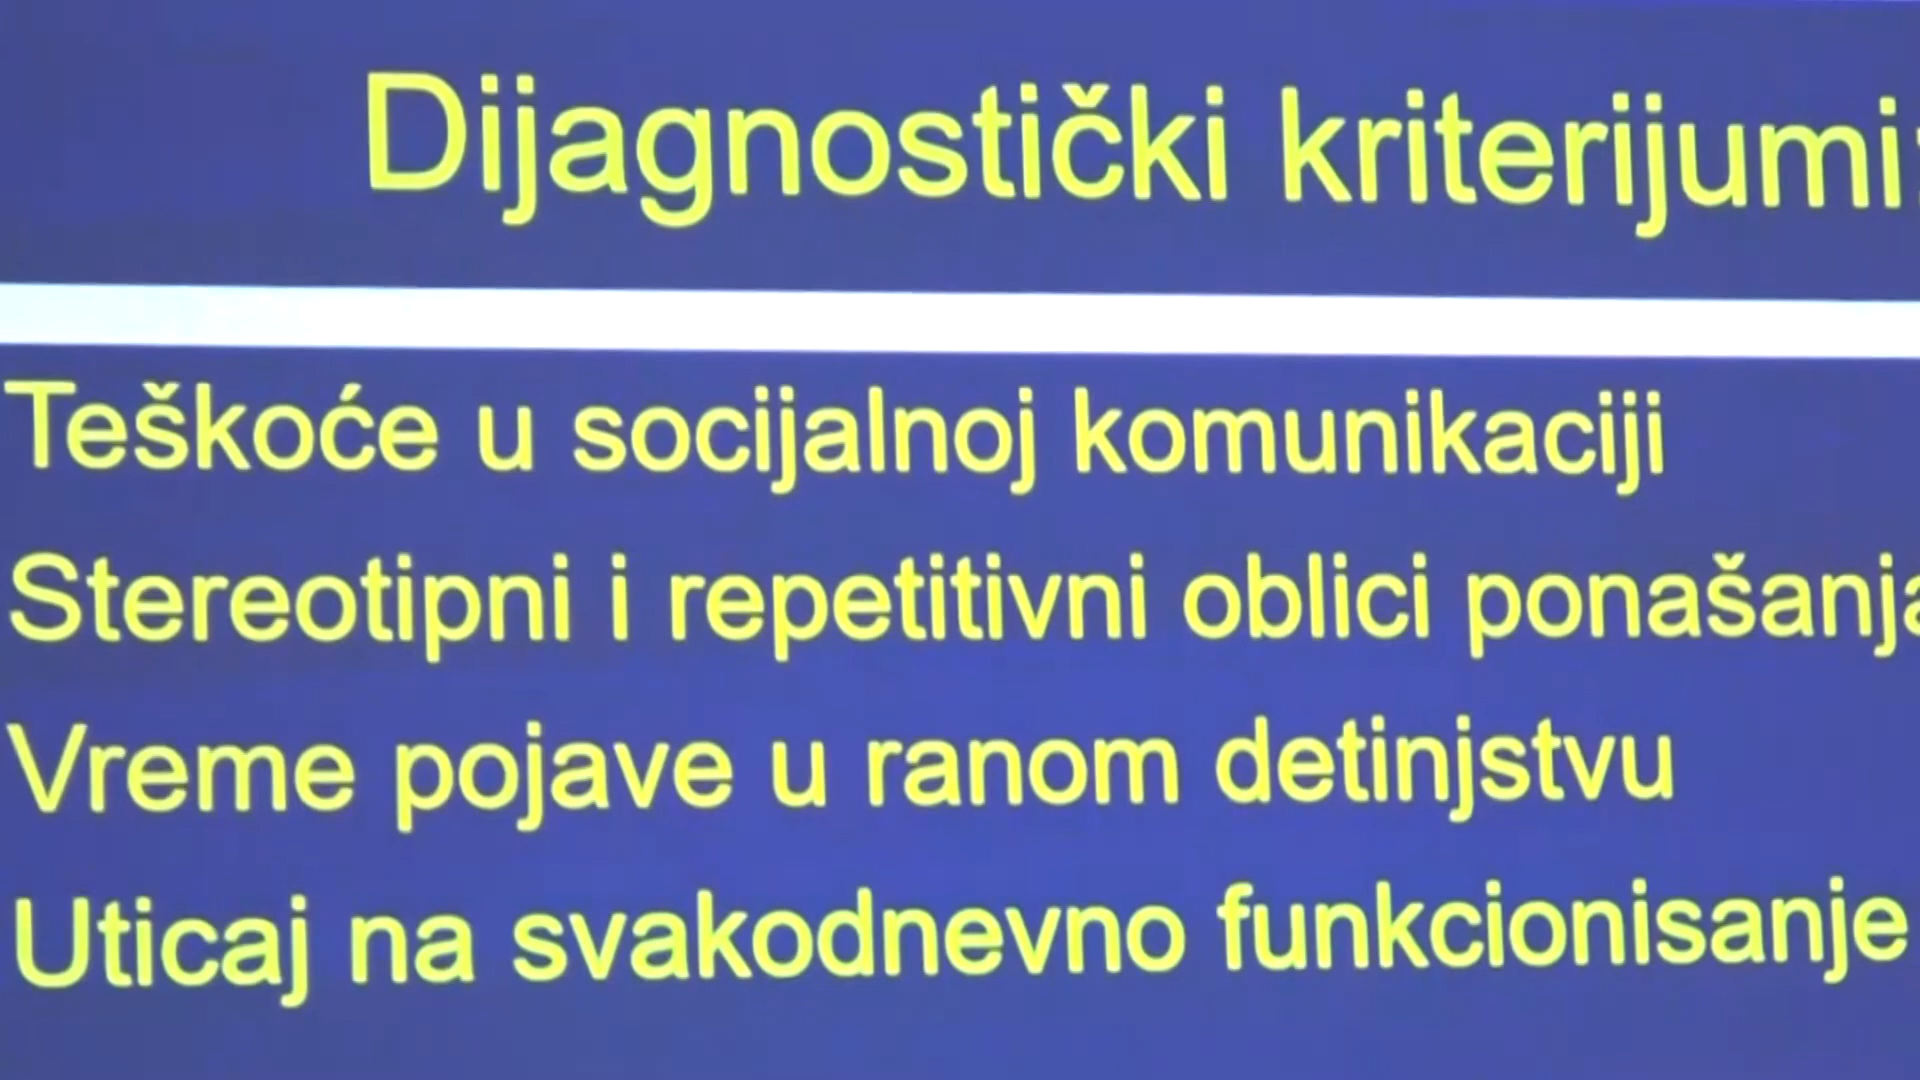 Dijagnostički kriterijumi:
Teškoće u socijalnoj komunikaciji
Stereotipni i repetitivni oblici ponašanja
Vreme pojave u ranom detinjstvu
Uticaj na svakodnevno funkcionisanje